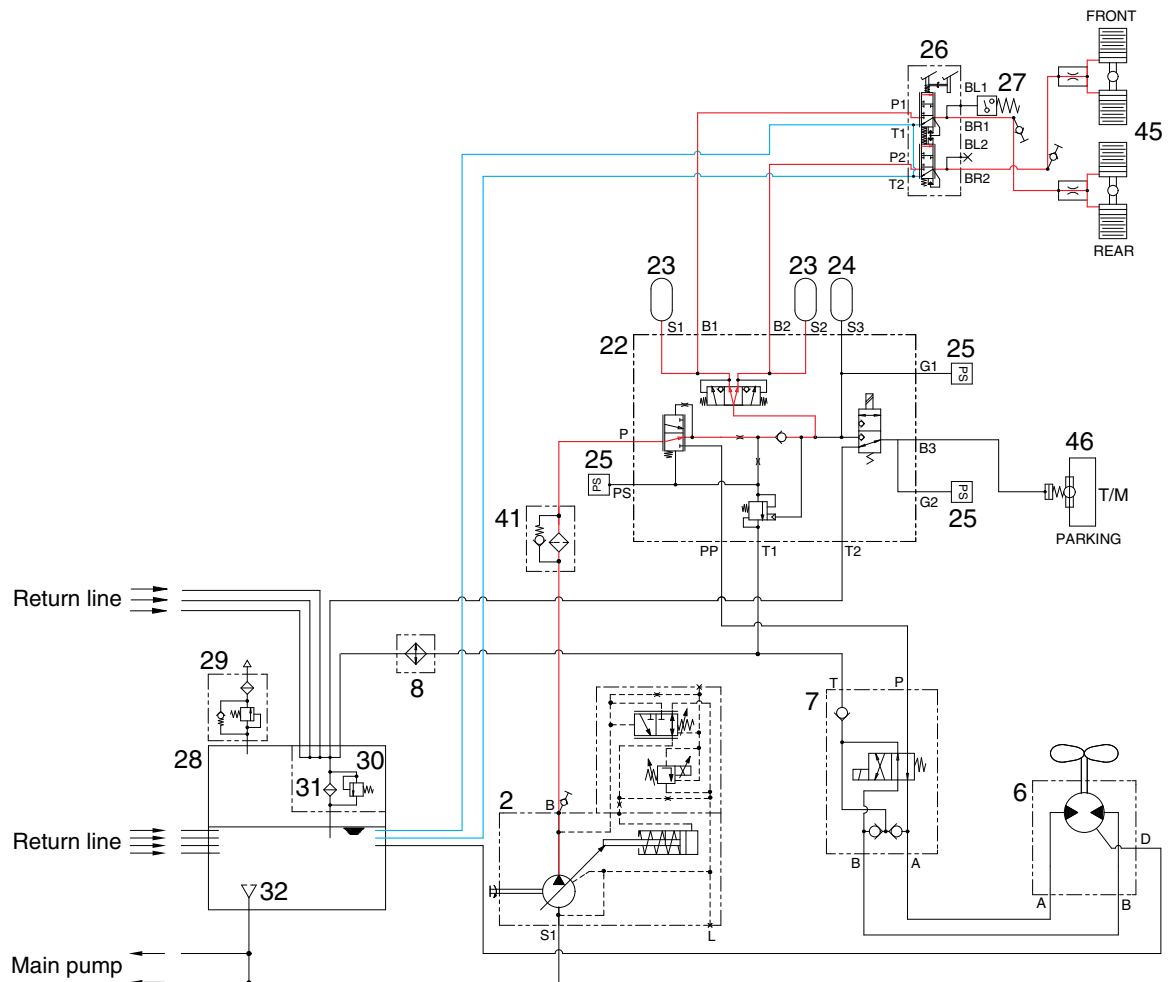 FRONT
26
BL1
27
P1
T1
BR1
BL2
45
P2
T2
BR2
REAR
23
23
24
S1
B1
B2
S2
S3
22
25
G1
PS
P
B3
46
25
PS
PS
G2
PS
25
T/M
PARKING
41
PP
T1
T2
Return line
29
8
T
P
7
28
30
31
2
B
6
Return line
D
B
A
32
A
B
S1
L
Main pump